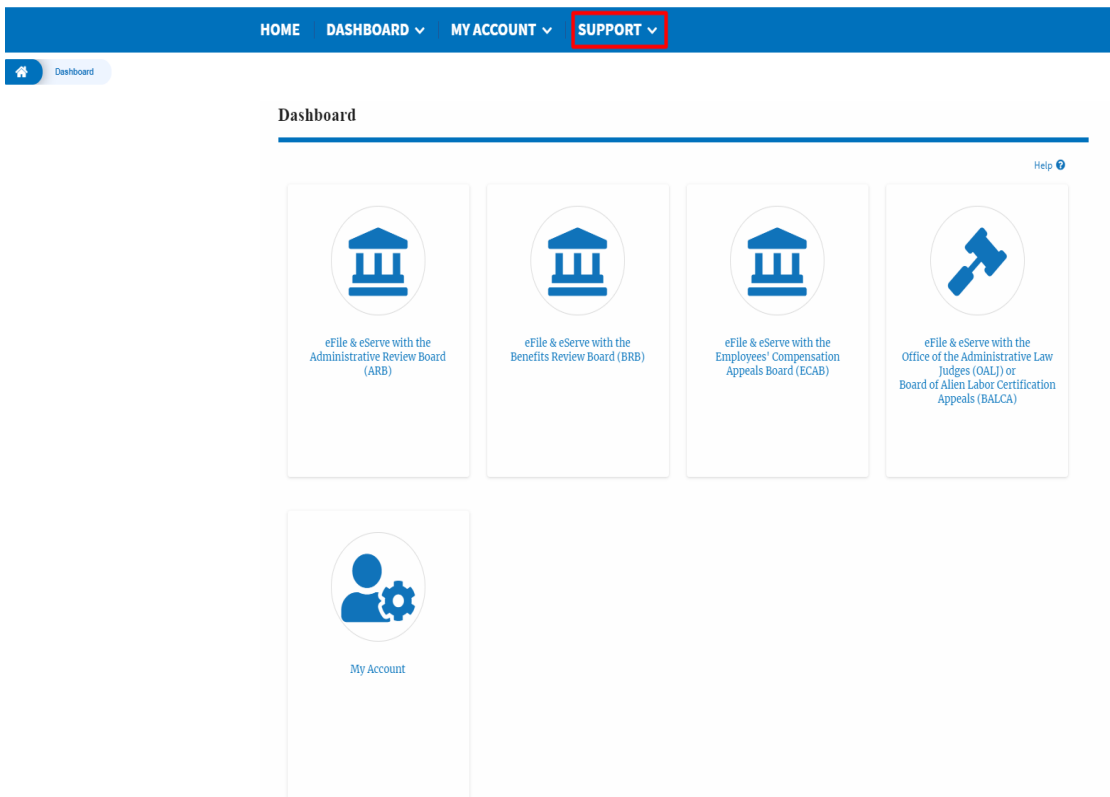 HOME DASHBOARD MY ACCOUNT SUPPORT
Dashboard
Dashboard
Help
eFile & eServe with the
Administrative Review Board
(ARB)
eFile & eServe with the
Benefits Review Board (BRB)
eFile & eServe with the
Employees' Compensation
Appeals Board (ECAB)
eFile & eServe with the
Office of the Administrative Law
Judges (OALJ) or
Board of Alien Labor Certification
Appeals (BALCA)
My Account